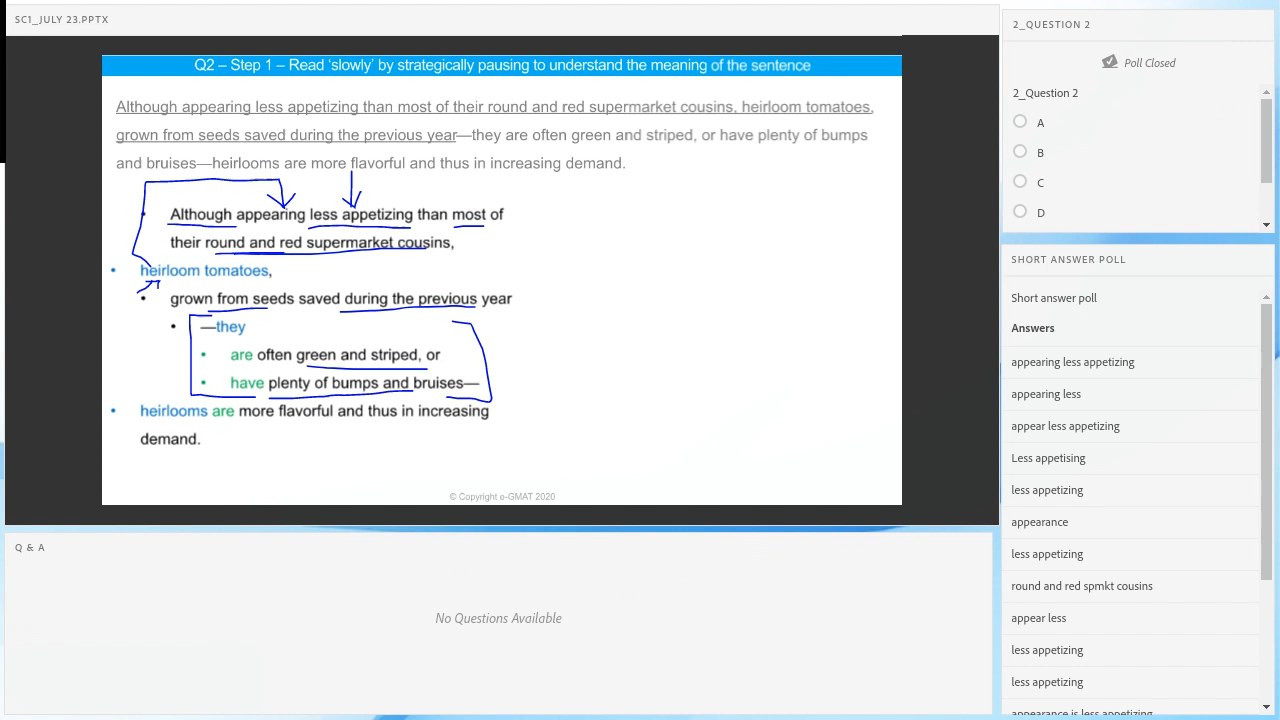 SC1_JULY 23.PPTX
Q2 – Step 1 – Read ‘slowly’ by strategically pausing to understand the meaning of the sentence
Although appearing less appetizing than most of their round and red supermarket cousins, heirloom tomatoes,
grown from seeds saved during the previous year—they are often green and striped, or have plenty of bumps
and bruises—heirlooms are more flavorful and thus in increasing demand.
• Although appearing less appetizing than most of
their round and red supermarket cousins,
• heirloom tomatoes,
• grown from seeds saved during the previous year
• —they
• are often green and striped, or
• have plenty of bumps and bruises—
• heirlooms are more flavorful and thus in increasing
demand.
© Copyright e-GMAT 2020
Q & A
No Questions Available
2_QUESTION 2
Poll Closed
2_Question 2
A
B
C
D
SHORT ANSWER POLL
Short answer poll
Answers
appearing less appetizing
appearing less
appear less appetizing
Less appetising
less appetizing
appearance
less appetizing
round and red spmkt cousins
appear less
less appetizing
less appetizing
appearance is less appetizing